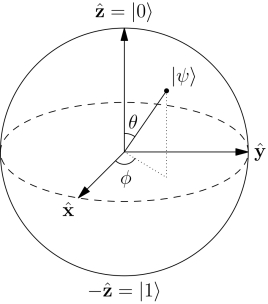 ẑ = |0⟩
|ψ⟩
θ
ŷ
ϕ
x̂
−ẑ = |1⟩